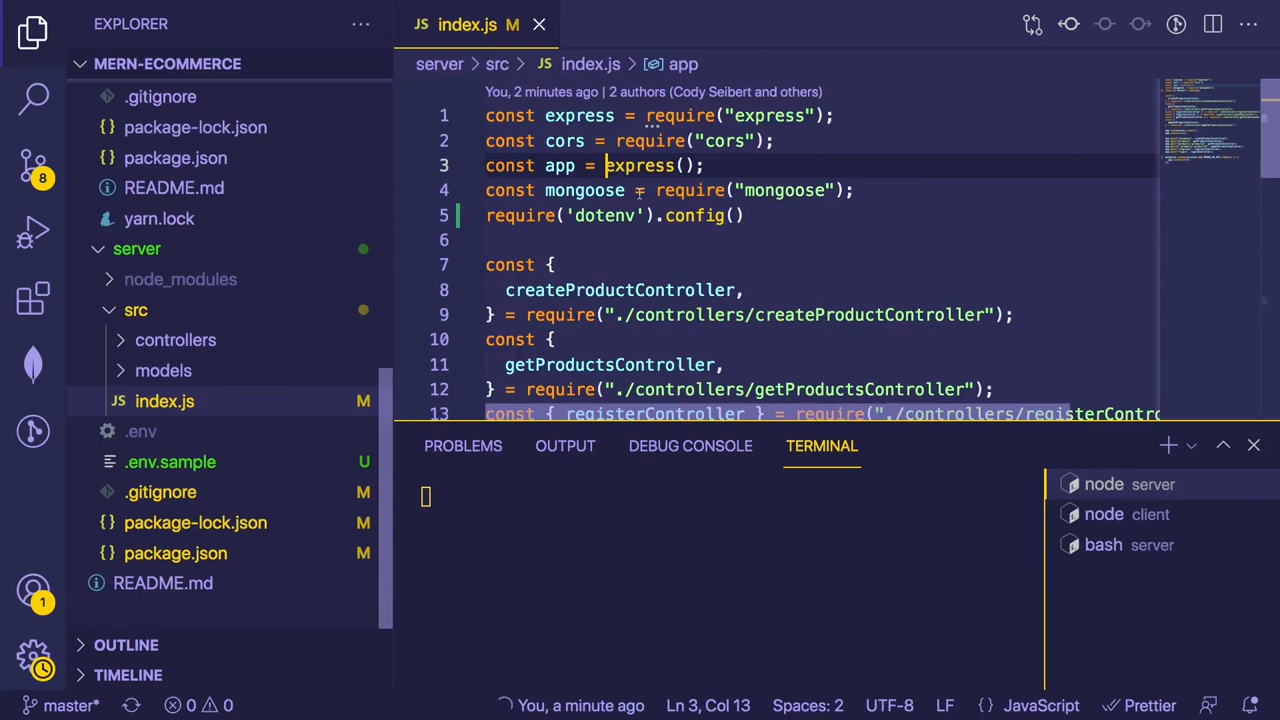 EXPLORER
MERN-ECOMMERCE
.gitignore
package-lock.json
README.md
yarn.lock
server
node_modules
src
controllers
models
JS index.js M
.env
.env.sample U
.gitignore M
{} package-lock.json M
{} package.json M
README.md
OUTLINE
TIMELINE
8
1
JS index.js M
server > src > JS index.js > app
You, 2 minutes ago | 2 authors (Cody Seibert and others)
1 const express = require("express");
2 const cors = require("cors");
3 const app = express();
4 const mongoose = require("mongoose");
5 require('dotenv').config()
6
7 const {
8 createProductController,
9 } = require("./controllers/createProductController");
10 const {
11 getProductsController,
12 } = require("./controllers/getProductsController");
13 const { registerController } = require("./controllers/registerContro
PROBLEMS OUTPUT DEBUG CONSOLE TERMINAL
node server
node client
bash server
master* 0 0 You, a minute ago Ln 3, Col 13 Spaces: 2 UTF-8 LF {} JavaScript Prettier